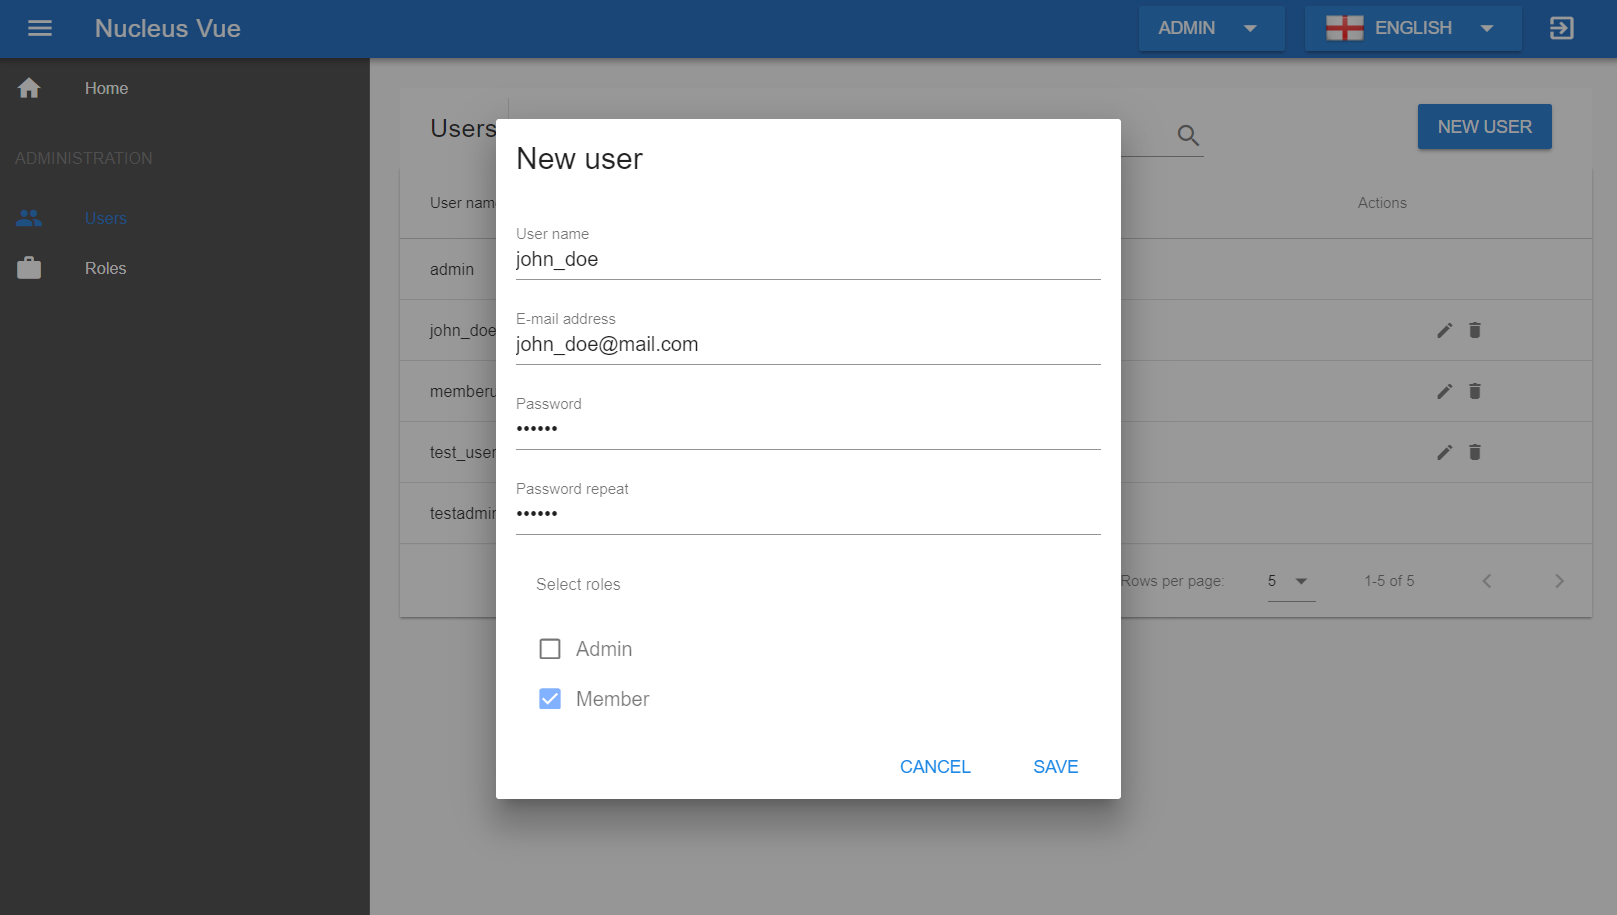 Nucleus Vue
ADMIN
ENGLISH
Home
ADMINISTRATION
Users
Roles
Users
NEW USER
User nam
Actions
admin
john_doe
memberu
test_user
testadmin
Rows per page:
5
1-5 of 5
New user
User name
john_doe
E-mail address
john_doe@mail.com
Password
••••••
Password repeat
••••••
Select roles
Admin
Member
CANCEL
SAVE